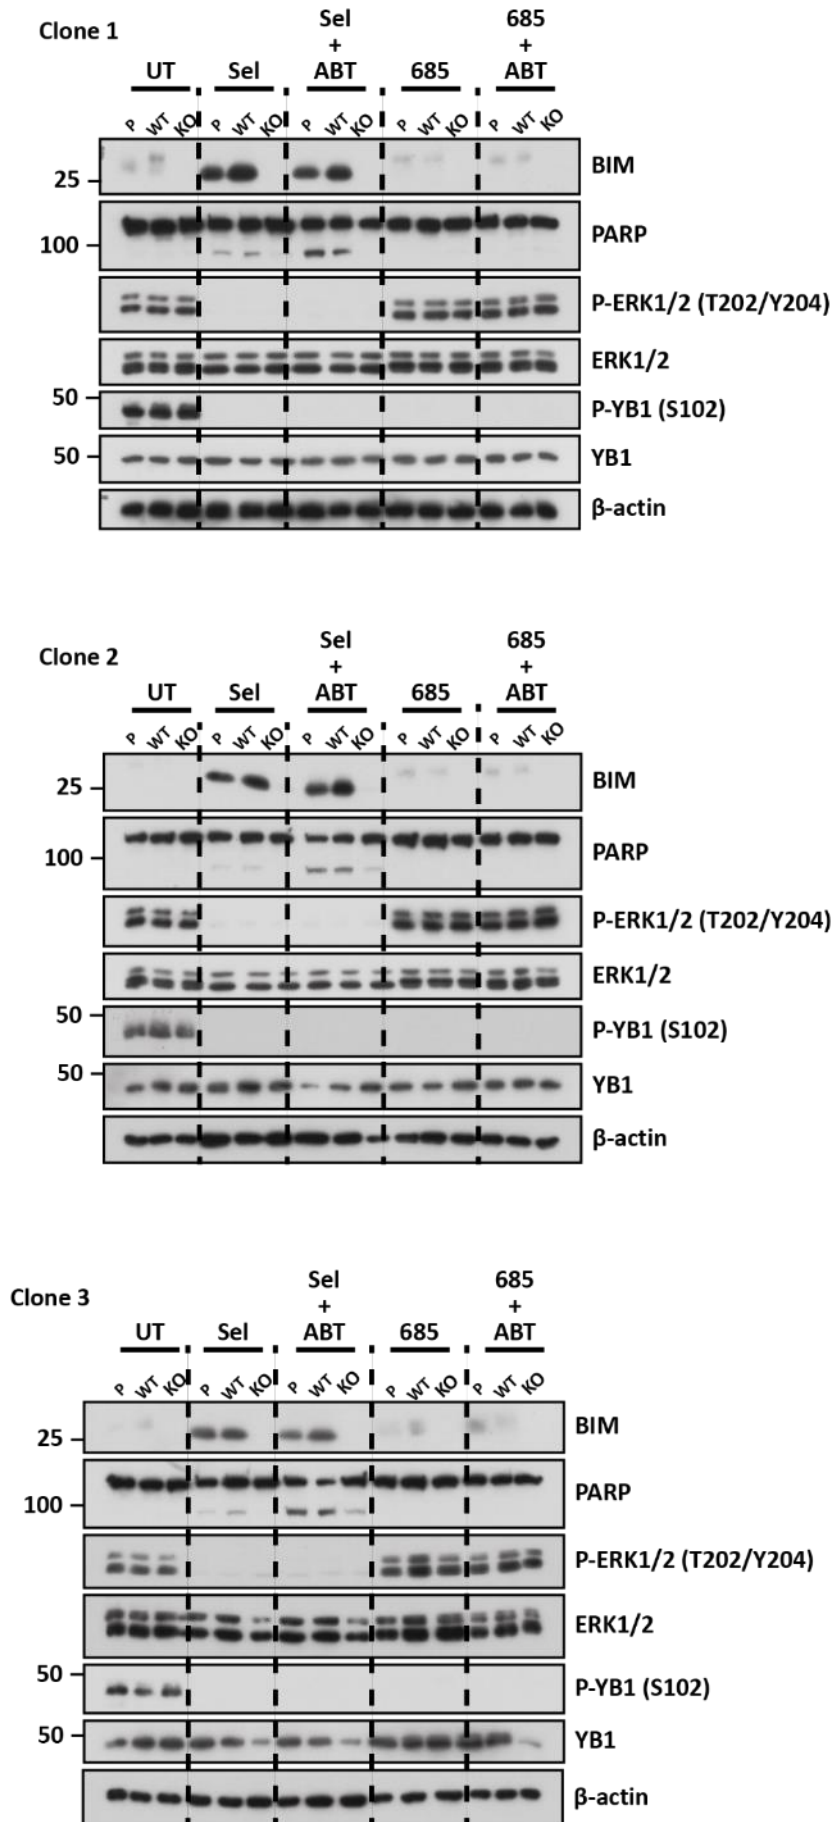 Clone 1
Sel
+
ABT
685
+
ABT
UT
Sel
685
P WT KO P WT KO P WT KO P WT KO P WT KO
25
BIM
100
PARP
P-ERK1/2 (T202/Y204)
ERK1/2
50
P-YB1 (S102)
50
YB1
β-actin
Clone 2
Sel
+
ABT
685
+
ABT
UT
Sel
685
P WT KO P WT KO P WT KO P WT KO P WT KO
25
BIM
100
PARP
P-ERK1/2 (T202/Y204)
ERK1/2
50
P-YB1 (S102)
50
YB1
β-actin
Clone 3
Sel
+
ABT
685
+
ABT
UT
Sel
685
P WT KO P WT KO P WT KO P WT KO P WT KO
25
BIM
100
PARP
P-ERK1/2 (T202/Y204)
ERK1/2
50
P-YB1 (S102)
50
YB1
β-actin